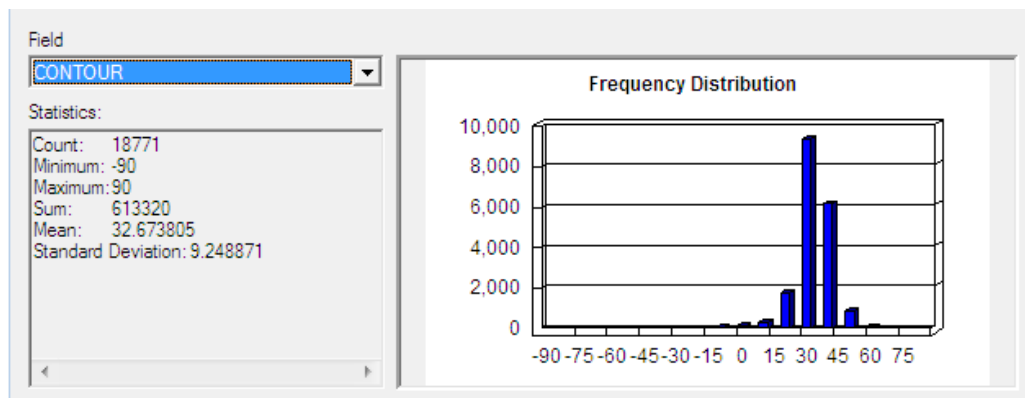 Field
CONTOUR
Statistics:
Count: 18771
Minimum: -90
Maximum: 90
Sum: 613320
Mean: 32.673805
Standard Deviation: 9.248871
Frequency Distribution
10,000
8,000
6,000
4,000
2,000
0
-90 -75 -60 -45 -30 -15 0 15 30 45 60 75